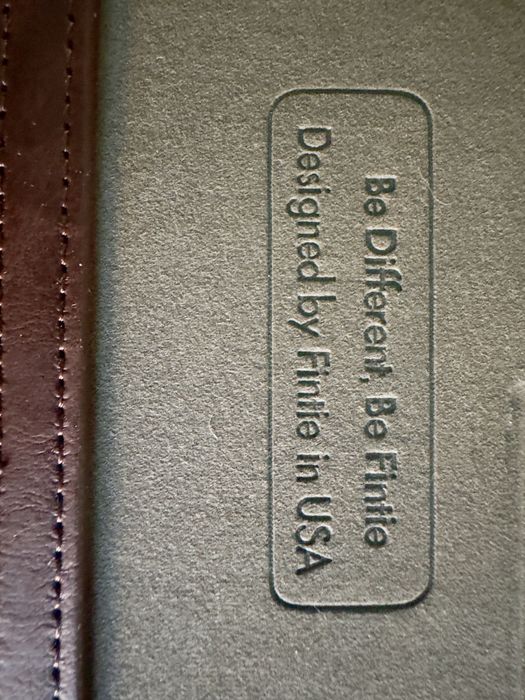 Be Different, Be Fintie
Designed by Fintie in USA